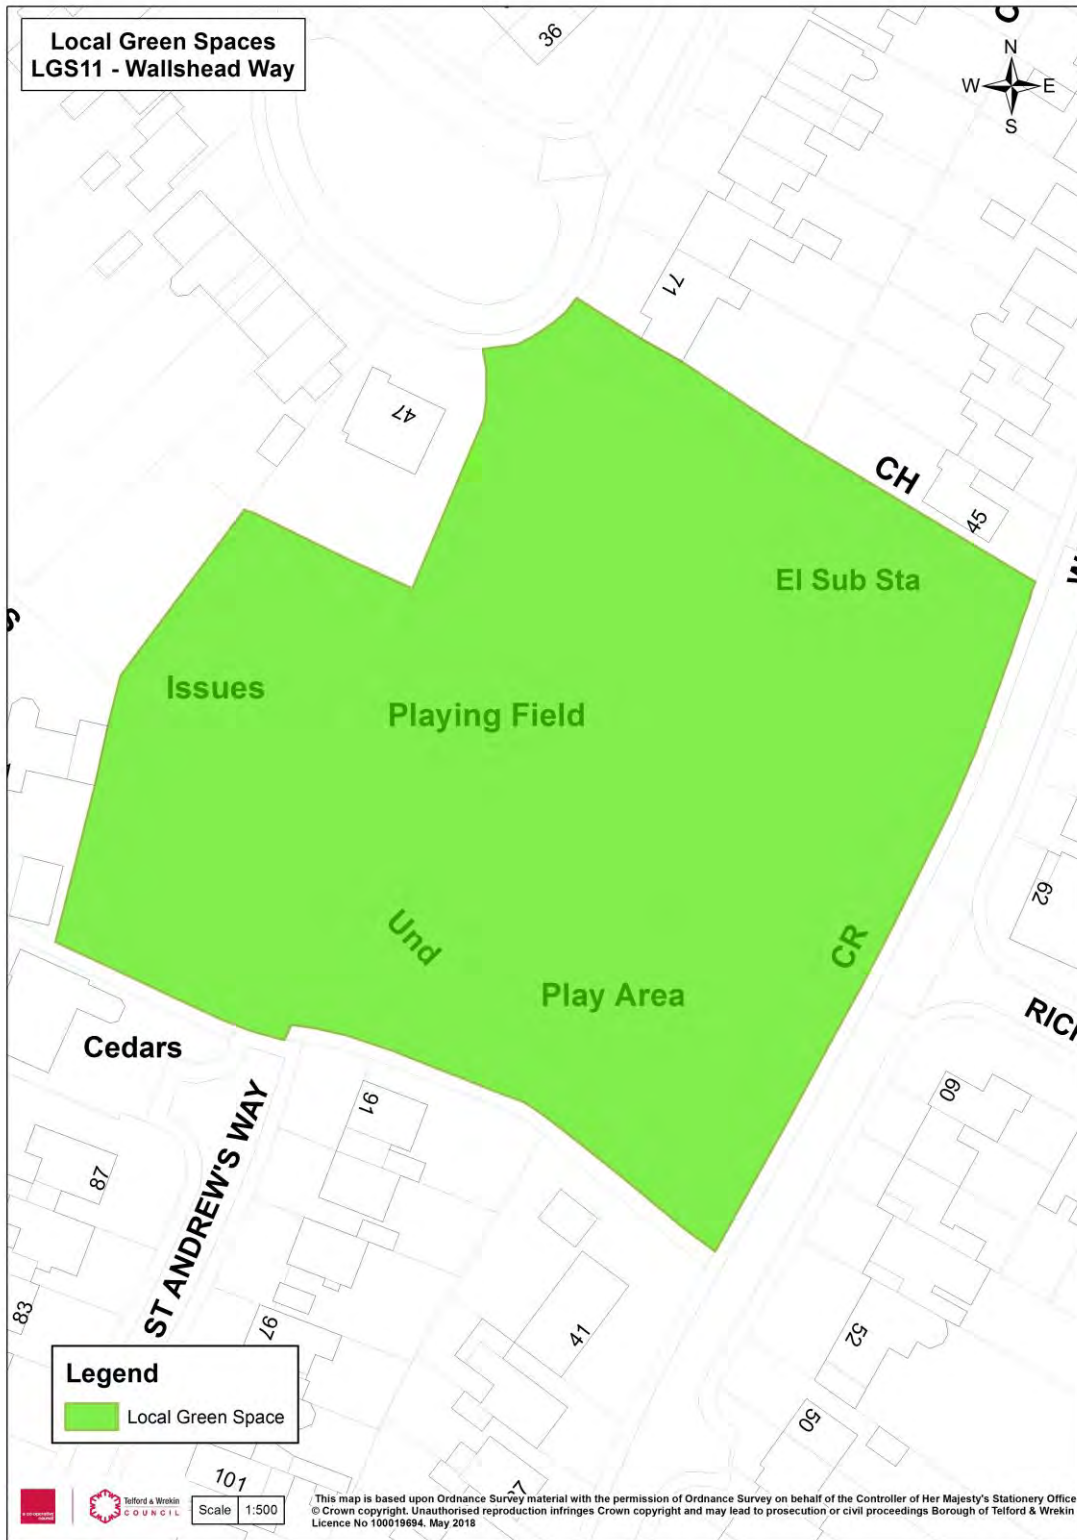 Local Green Spaces
LGS11 - Wallshead Way
36
N
W E
S
71
47
CH
45
El Sub Sta
Issues
Playing Field
62
Und
CR
Play Area
Cedars
60
91
87
ST ANDREW'S WAY
83
97
41
52
50
101
Legend
Local Green Space
Telford & Wrekin
COUNCIL
Scale 1:500
This map is based upon Ordnance Survey material with the permission of Ordnance Survey on behalf of the Controller of Her Majesty's Stationery Office
© Crown copyright. Unauthorised reproduction infringes Crown copyright and may lead to prosecution or civil proceedings Borough of Telford & Wrekin
Licence No 100019694. May 2018